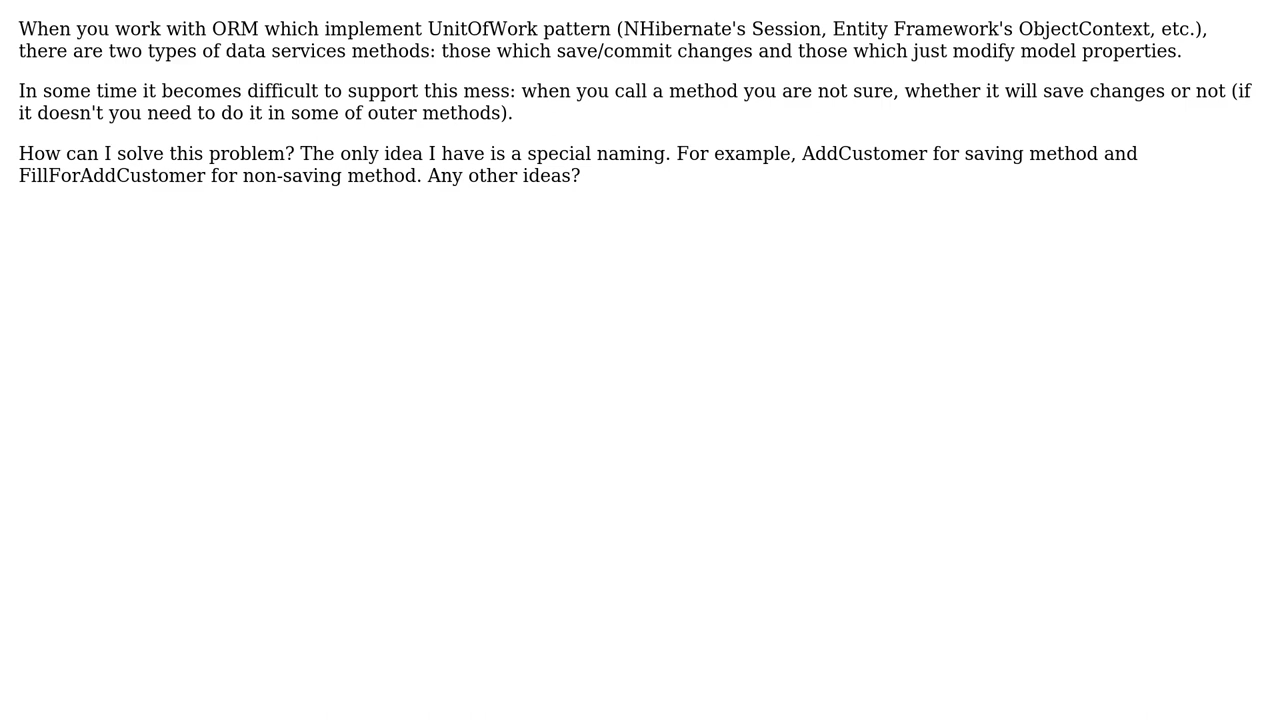 When you work with ORM which implement UnitOfWork pattern (NHibernate's Session, Entity Framework's ObjectContext, etc.),
there are two types of data services methods: those which save/commit changes and those which just modify model properties.
In some time it becomes difficult to support this mess: when you call a method you are not sure, whether it will save changes or not (if
it doesn't you need to do it in some of outer methods).
How can I solve this problem? The only idea I have is a special naming. For example, AddCustomer for saving method and
FillForAddCustomer for non-saving method. Any other ideas?